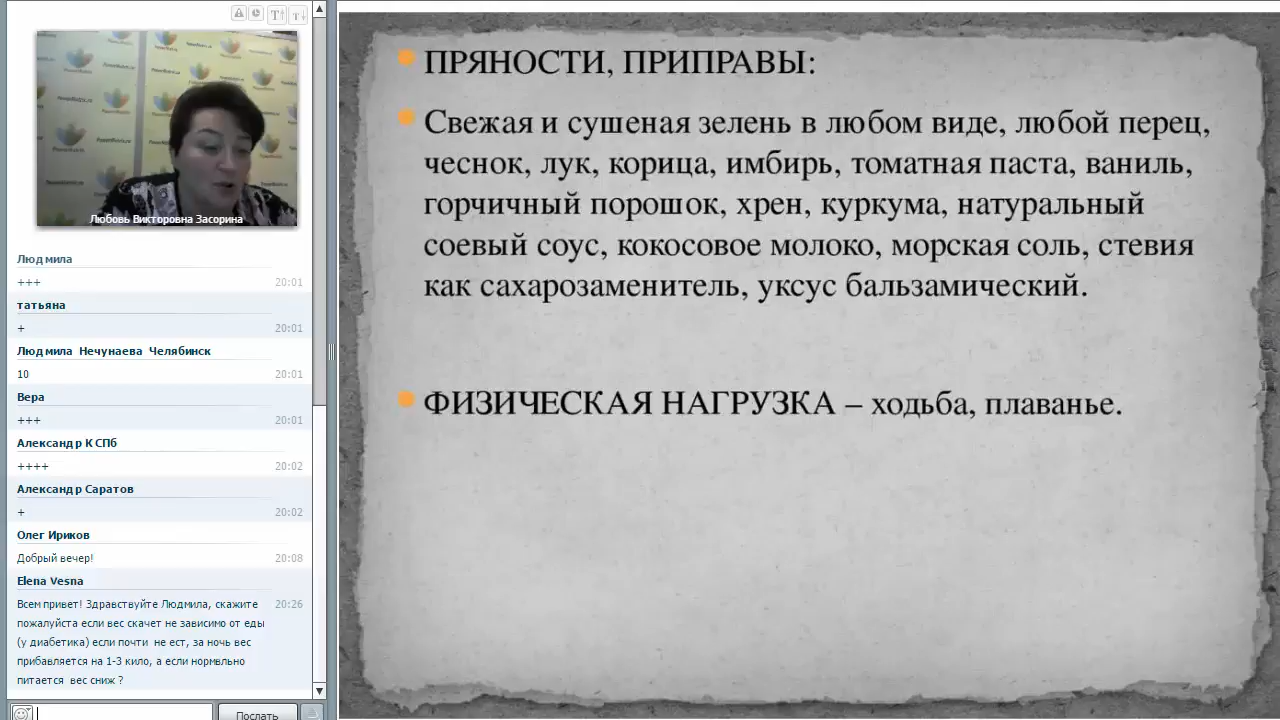 Любовь Викторовна Засорина
Людмила
+++ 20:01
татьяна
+ 20:01
Людмила Нечунаева Челябинск
10 20:01
Вера
+++ 20:01
Александр К СПб
++++ 20:02
Александр Саратов
+ 20:02
Олег Ириков
Добрый вечер! 20:08
Elena Vesna
Всем привет! Здравствуйте Людмила, скажите 20:26
пожалуйста если вес скачет не зависимо от еды
(у диабетика) если почти не ест, за ночь вес
прибавляется на 1-3 кило, а если нормвльно
питается вес сниж ?
Послать
ПРЯНОСТИ, ПРИПРАВЫ:
Свежая и сушеная зелень в любом виде, любой перец,
чеснок, лук, корица, имбирь, томатная паста, ваниль,
горчичный порошок, хрен, куркума, натуральный
соевый соус, кокосовое молоко, морская соль, стевия
как сахарозаменитель, уксус бальзамический.
ФИЗИЧЕСКАЯ НАГРУЗКА – ходьба, плаванье.